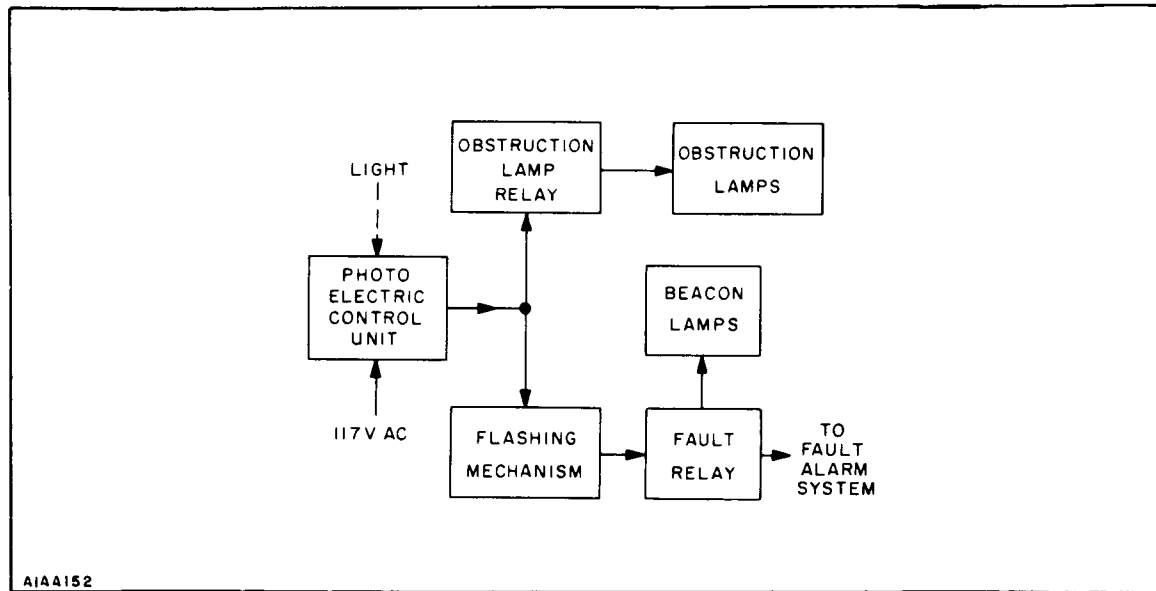 LIGHT
PHOTO
ELECTRIC
CONTROL
UNIT
117V AC
OBSTRUCTION
LAMP
RELAY
OBSTRUCTION
LAMPS
BEACON
LAMPS
FLASHING
MECHANISM
FAULT
RELAY
TO
FAULT
ALARM
SYSTEM
A1AA152